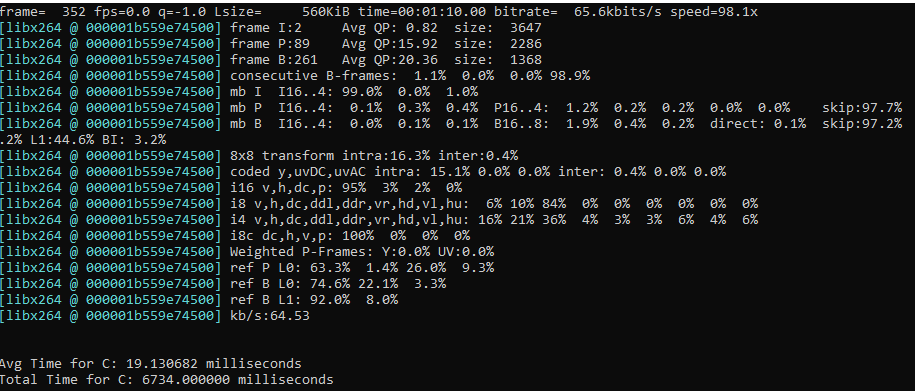 frame=  352 fps=0.0 q=-1.0 Lsize=     560KiB time=00:01:10.00 bitrate=  65.6kbits/s speed=98.1x
[libx264 @ 000001b559e74500] frame I:2     Avg QP: 0.82  size:  3647
[libx264 @ 000001b559e74500] frame P:89    Avg QP:15.92  size:  2286
[libx264 @ 000001b559e74500] frame B:261   Avg QP:20.36  size:  1368
[libx264 @ 000001b559e74500] consecutive B-frames:  1.1%  0.0%  0.0% 98.9%
[libx264 @ 000001b559e74500] mb I  I16..4: 99.0%  0.0%  1.0%
[libx264 @ 000001b559e74500] mb P  I16..4:  0.1%  0.3%  0.4%  P16..4:  1.2%  0.2%  0.2%  0.0%  0.0%    skip:97.7%
[libx264 @ 000001b559e74500] mb B  I16..4:  0.0%  0.1%  0.1%  B16..8:  1.9%  0.4%  0.2%  direct: 0.1%  skip:97.2%
.2% L1:44.6% BI: 3.2%
[libx264 @ 000001b559e74500] 8x8 transform intra:16.3% inter:0.4%
[libx264 @ 000001b559e74500] coded y,uvDC,uvAC intra: 15.1% 0.0% 0.0% inter: 0.4% 0.0% 0.0%
[libx264 @ 000001b559e74500] i16 v,h,dc,p: 95%  3%  2%  0%
[libx264 @ 000001b559e74500] i8 v,h,dc,ddl,ddr,vr,hd,vl,hu:  6% 10% 84%  0%  0%  0%  0%  0%  0%
[libx264 @ 000001b559e74500] i4 v,h,dc,ddl,ddr,vr,hd,vl,hu: 16% 21% 36%  4%  3%  3%  6%  4%  6%
[libx264 @ 000001b559e74500] i8c dc,h,v,p: 100%  0%  0%  0%
[libx264 @ 000001b559e74500] Weighted P-Frames: Y:0.0% UV:0.0%
[libx264 @ 000001b559e74500] ref P L0: 63.3%  1.4% 26.0%  9.3%
[libx264 @ 000001b559e74500] ref B L0: 74.6% 22.1%  3.3%
[libx264 @ 000001b559e74500] ref B L1: 92.0%  8.0%
[libx264 @ 000001b559e74500] kb/s:64.53
Avg Time for C: 19.130682 milliseconds
Total Time for C: 6734.000000 milliseconds